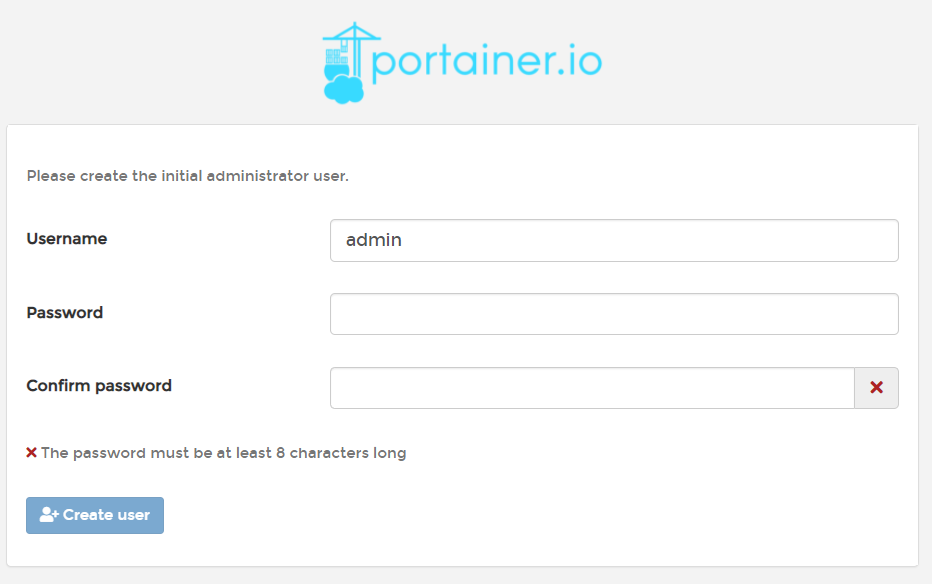 portainer.io
Please create the initial administrator user.
Username
admin
Password
Confirm password
The password must be at least 8 characters long
Create user